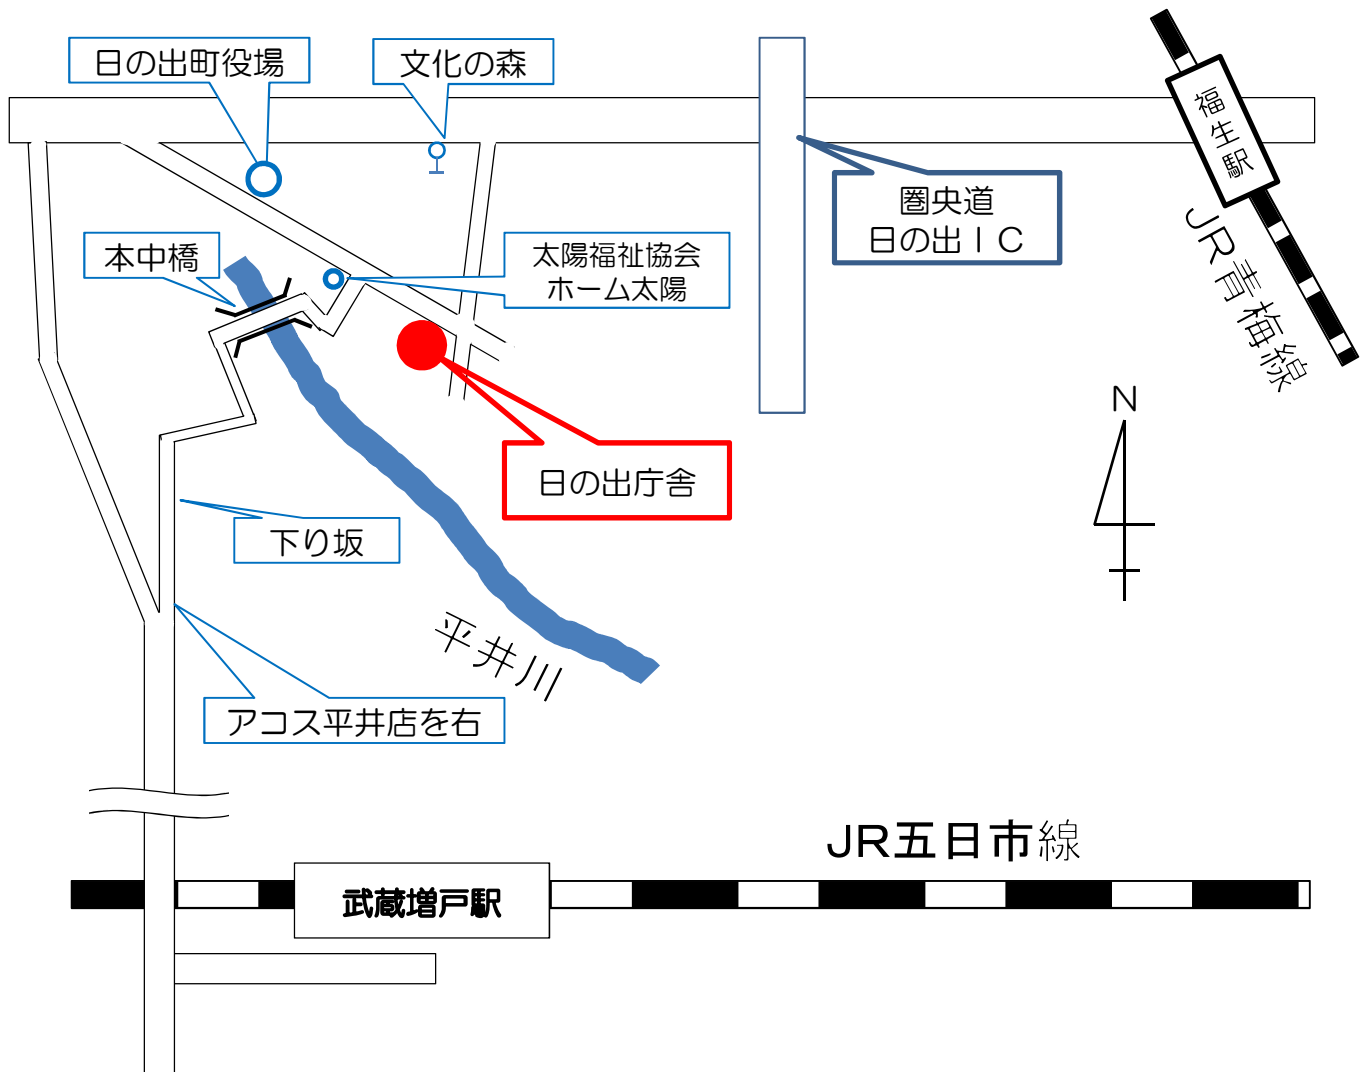 日の出町役場
文化の森
福生駅
圏央道
日の出IC
JR青梅線
本中橋
太陽福祉協会
ホーム太陽
N
日の出庁舎
下り坂
平井川
アコス平井店を右
JR五日市線
武蔵増戸駅